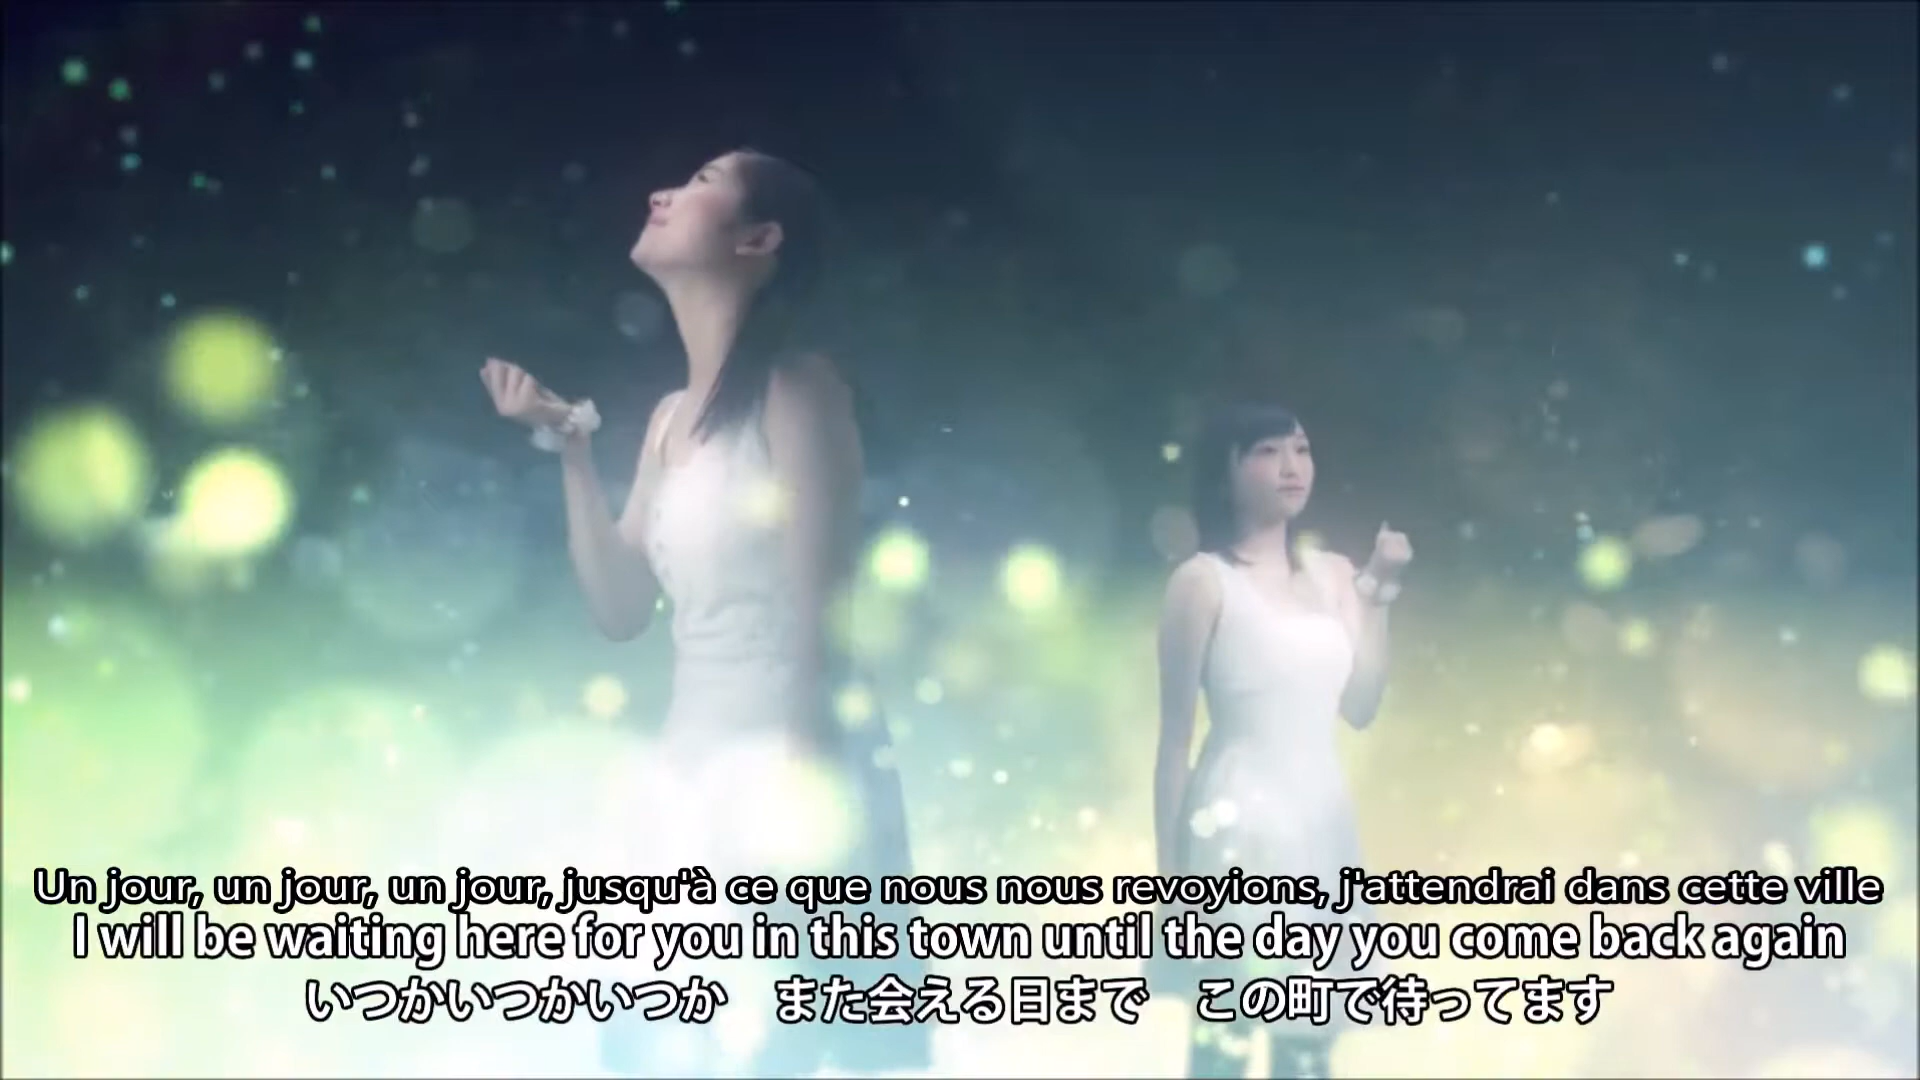 Un jour, un jour, un jour, jusqu'à ce que nous nous revoyions, j'attendrai dans cette ville
I will be waiting here for you in this town until the day you come back again
いつかいつかいつか　また会える日まで　この町で待ってます